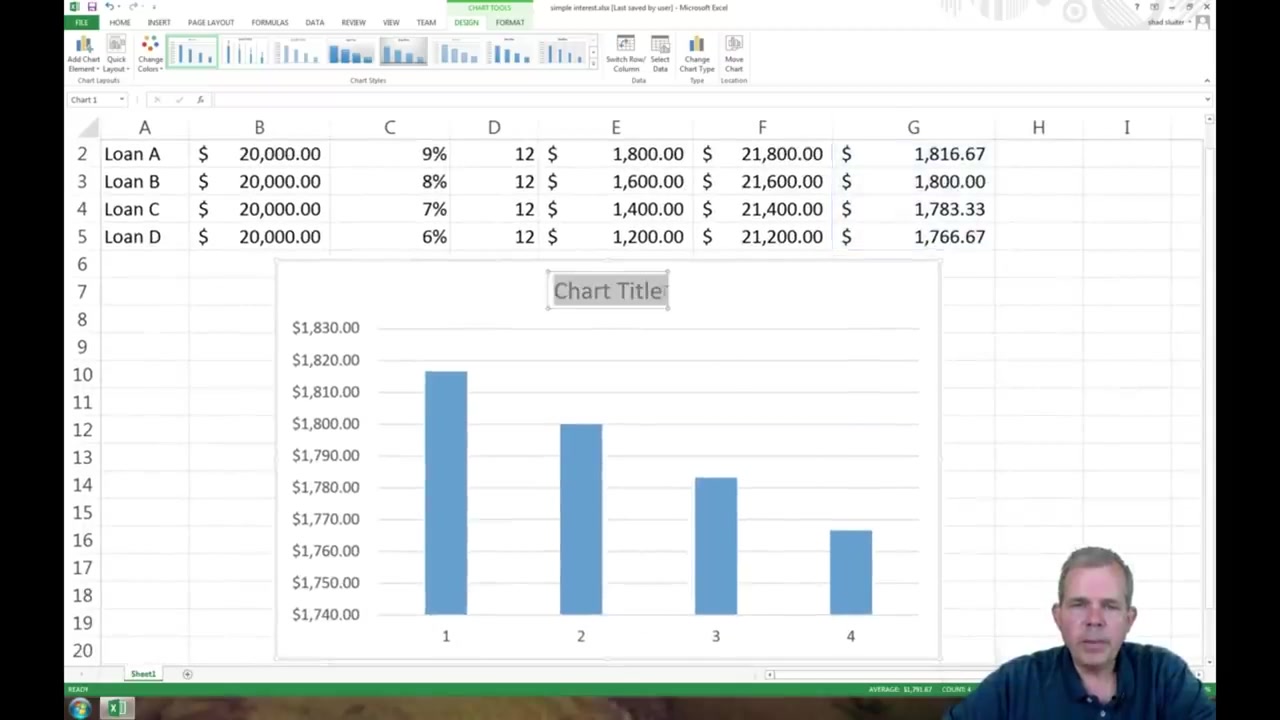 simple interest.xlsx [Last saved by user] - Microsoft Excel
CHART TOOLS
FILE HOME INSERT PAGE LAYOUT FORMULAS DATA REVIEW VIEW TEAM DESIGN FORMAT
shad sluiter
Add Chart Element
Quick Layout
Change Colors
Switch Row/ Column
Select Data
Change Chart Type
Move Chart
Chart Layouts
Chart Styles
Data
Type
Location
Chart 1
A B C D E F G H I
2 Loan A $ 20,000.00 9% 12 $ 1,800.00 $ 21,800.00 $ 1,816.67
3 Loan B $ 20,000.00 8% 12 $ 1,600.00 $ 21,600.00 $ 1,800.00
4 Loan C $ 20,000.00 7% 12 $ 1,400.00 $ 21,400.00 $ 1,783.33
5 Loan D $ 20,000.00 6% 12 $ 1,200.00 $ 21,200.00 $ 1,766.67
6
7
8
9
10
11
12
13
14
15
16
17
18
19
20
Chart Title
$1,830.00
$1,820.00
$1,810.00
$1,800.00
$1,790.00
$1,780.00
$1,770.00
$1,760.00
$1,750.00
$1,740.00
1 2 3 4
Sheet1
READY
AVERAGE: $1,791.67 COUNT: 4